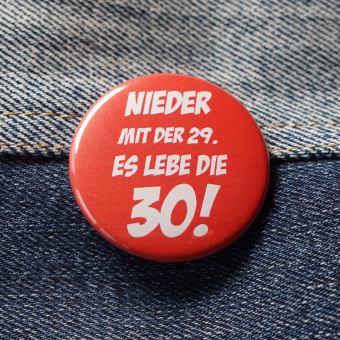 NIEDER
MIT DER 29.
ES LEBE DIE
30!